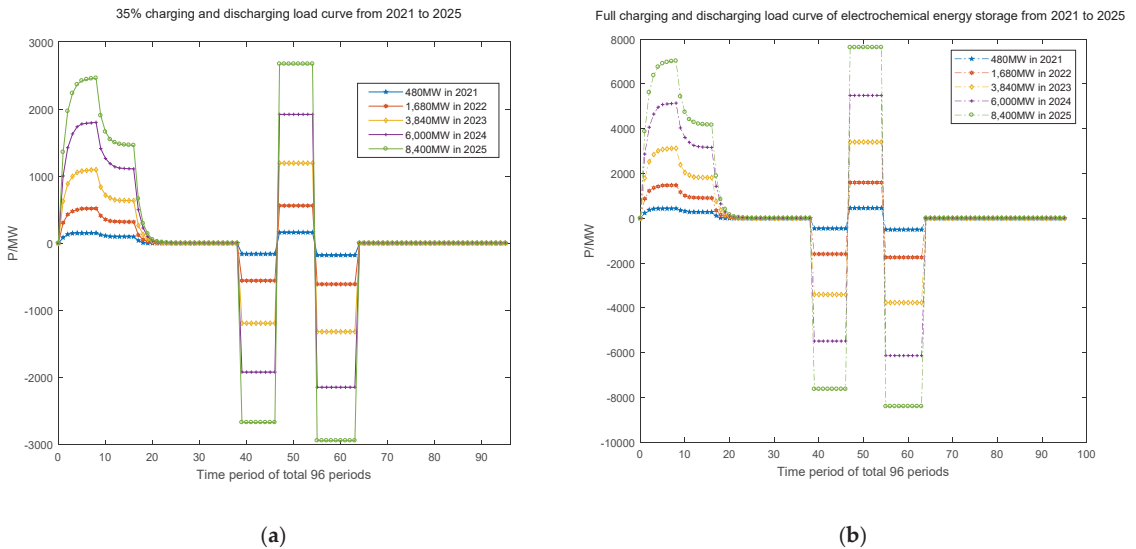 35% charging and discharging load curve from 2021 to 2025
3000
2000
1000
0
-1000
-2000
-3000
P/MW
0 10 20 30 40 50 60 70 80 90
Time period of total 96 periods
480MW in 2021
1,680MW in 2022
3,840MW in 2023
6,000MW in 2024
8,400MW in 2025
(a)
Full charging and discharging load curve of electrochemical energy storage from 2021 to 2025
8000
6000
4000
2000
0
-2000
-4000
-6000
-8000
-10000
P/MW
0 10 20 30 40 50 60 70 80 90 100
Time period of total 96 periods
480MW in 2021
1,680MW in 2022
3,840MW in 2023
6,000MW in 2024
8,400MW in 2025
(b)